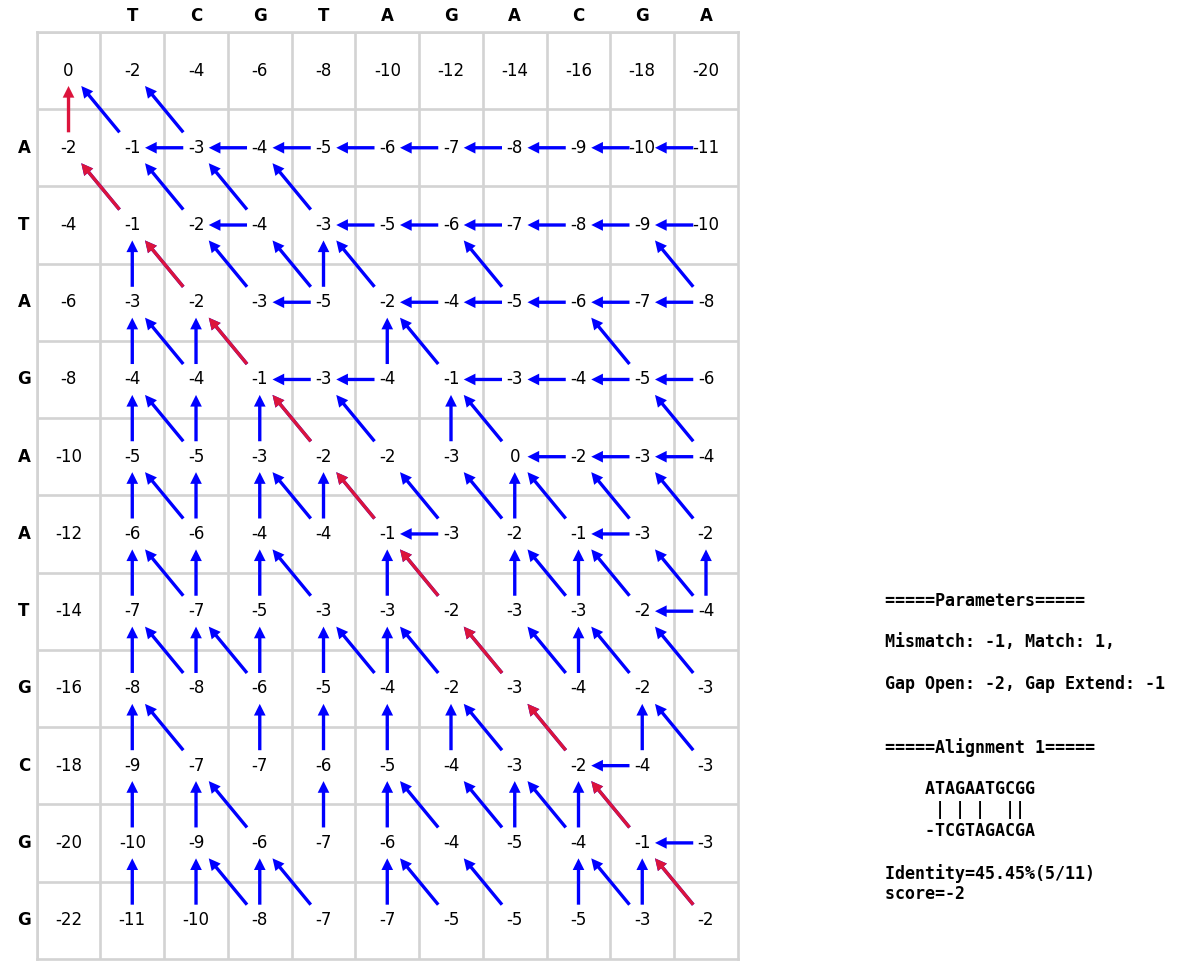 T C G T A G A C G A
0 -2 -4 -6 -8 -10 -12 -14 -16 -18 -20
A -2 -1 -3 -4 -5 -6 -7 -8 -9 -10 -11
T -4 -1 -2 -4 -3 -5 -6 -7 -8 -9 -10
A -6 -3 -2 -3 -5 -2 -4 -5 -6 -7 -8
G -8 -4 -4 -1 -3 -4 -1 -3 -4 -5 -6
A -10 -5 -5 -3 -2 -2 -3 0 -2 -3 -4
A -12 -6 -6 -4 -4 -1 -3 -2 -1 -3 -2
T -14 -7 -7 -5 -3 -3 -2 -3 -3 -2 -4
G -16 -8 -8 -6 -5 -4 -2 -3 -4 -2 -3
C -18 -9 -7 -7 -6 -5 -4 -3 -2 -4 -3
G -20 -10 -9 -6 -7 -6 -4 -5 -4 -1 -3
G -22 -11 -10 -8 -7 -7 -5 -5 -5 -3 -2
=====Parameters=====
Mismatch: -1, Match: 1,
Gap Open: -2, Gap Extend: -1
=====Alignment 1=====
ATAGAATGCGG
| | |  ||
-TCGTAGACGA
Identity=45.45%(5/11)
score=-2